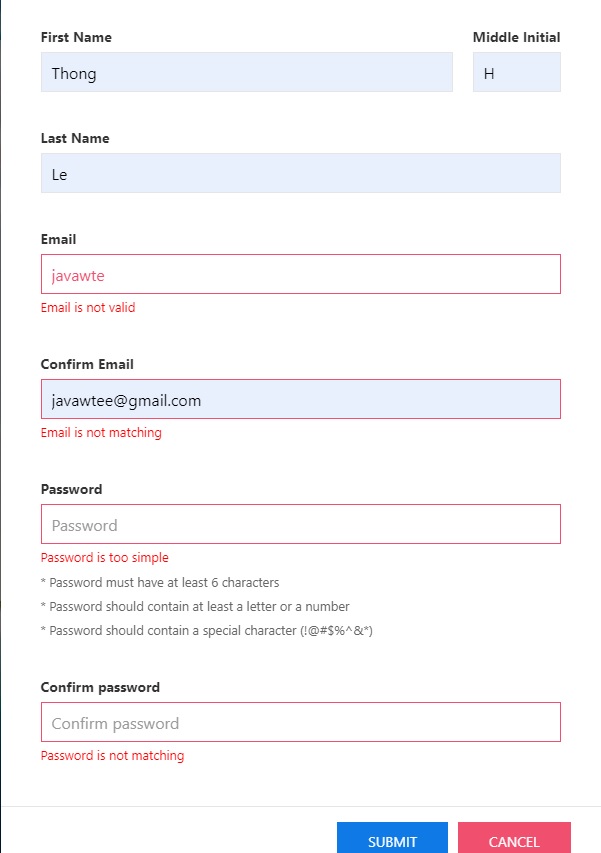 First Name Middle Initial
Thong H
Last Name
Le
Email
javawte
Email is not valid
Confirm Email
javawtee@gmail.com
Email is not matching
Password
Password
Password is too simple
* Password must have at least 6 characters
* Password should contain at least a letter or a number
* Password should contain a special character (!@#$%^&*)
Confirm password
Confirm password
Password is not matching
SUBMIT CANCEL